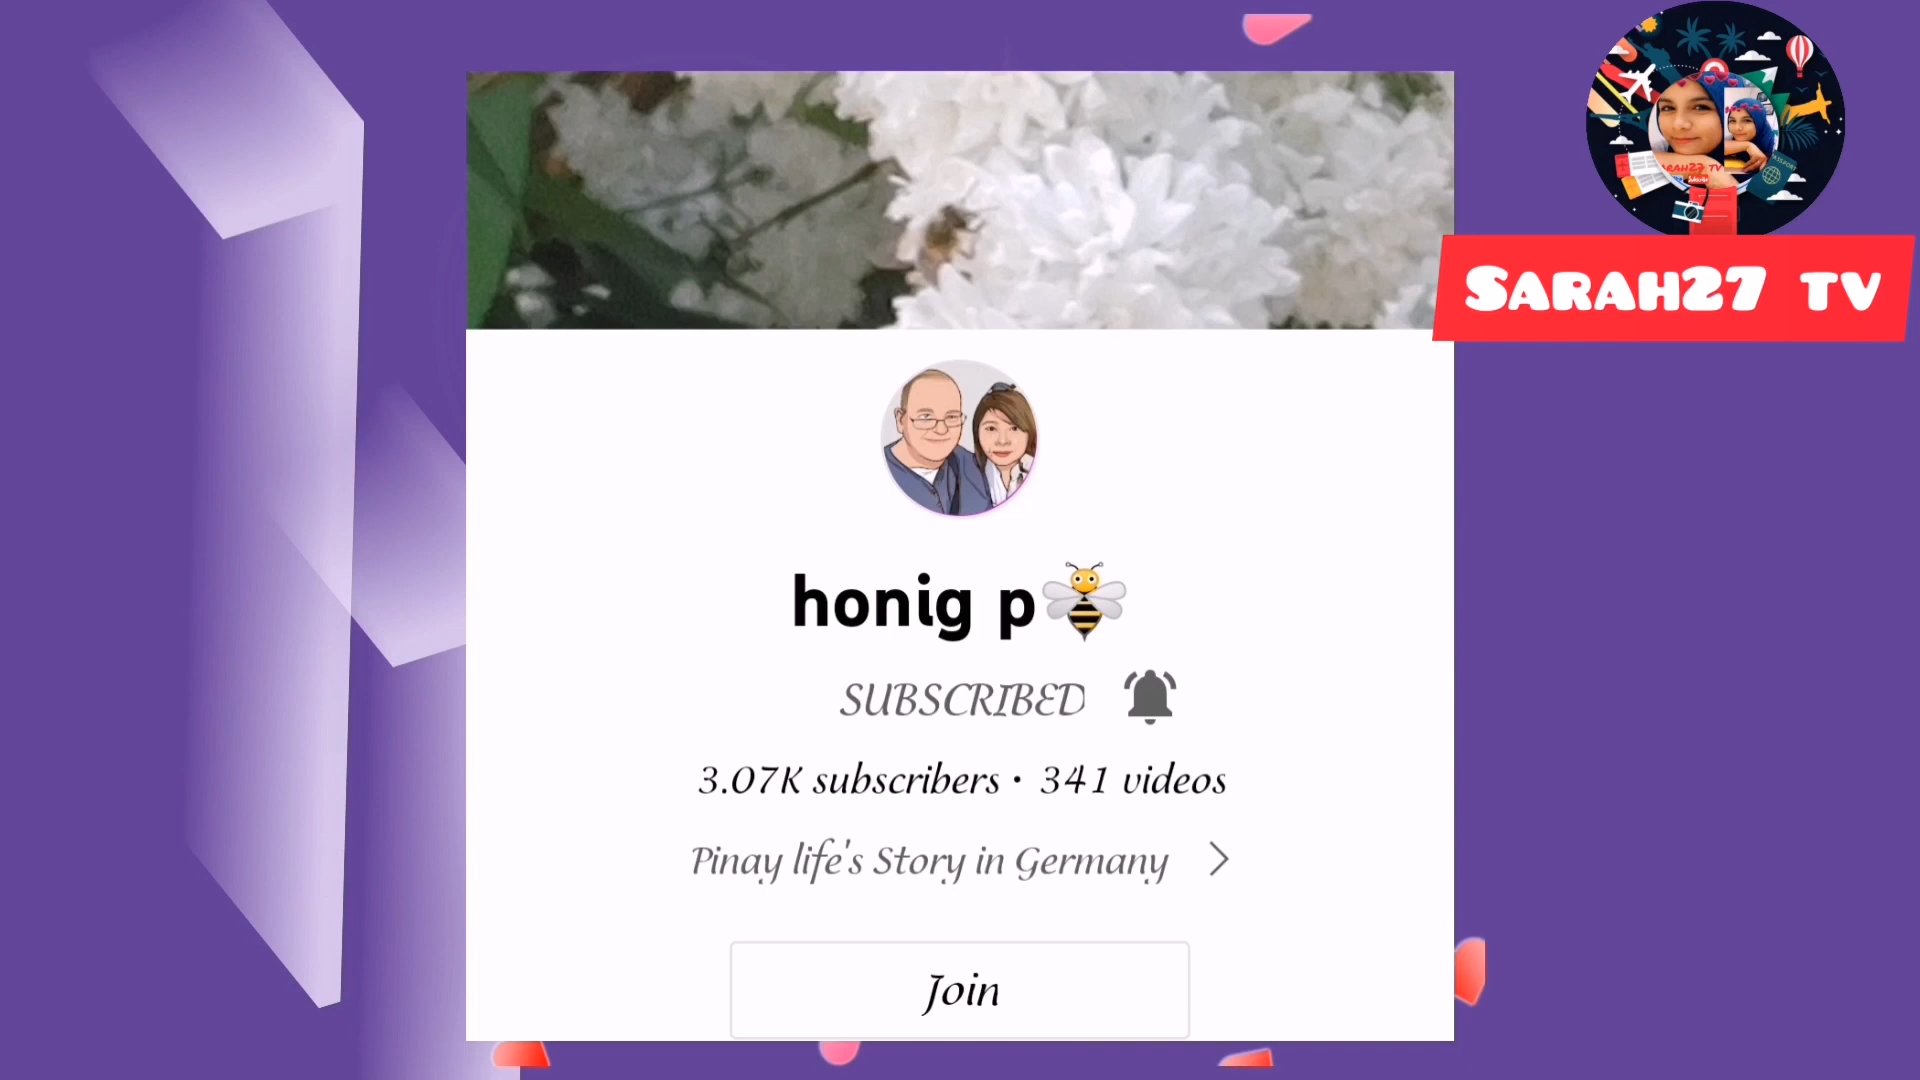 SARAH27 TV
honig p🐝
SUBSCRIBED
3.07K subscribers • 341 videos
Pinay life's Story in Germany
Join